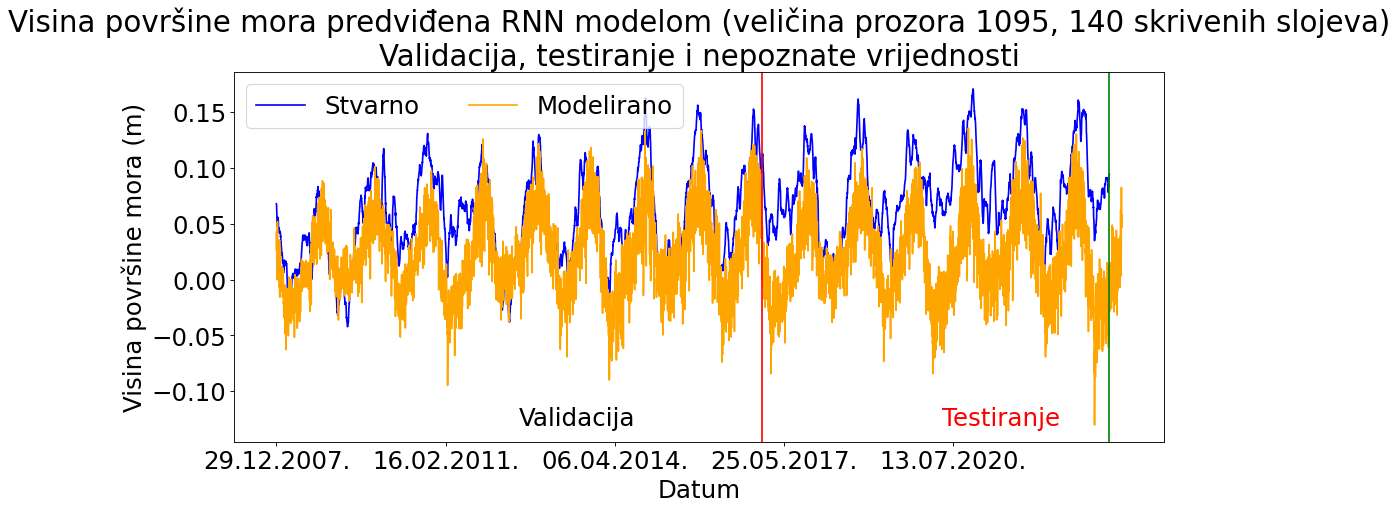 Visina površine mora predviđena RNN modelom (veličina prozora 1095, 140 skrivenih slojeva)
Validacija, testiranje i nepoznate vrijednosti
Stvarno
Modelirano
Visina površine mora (m)
0.15
0.10
0.05
0.00
−0.05
−0.10
Validacija
Testiranje
29.12.2007.
16.02.2011.
06.04.2014.
25.05.2017.
13.07.2020.
Datum